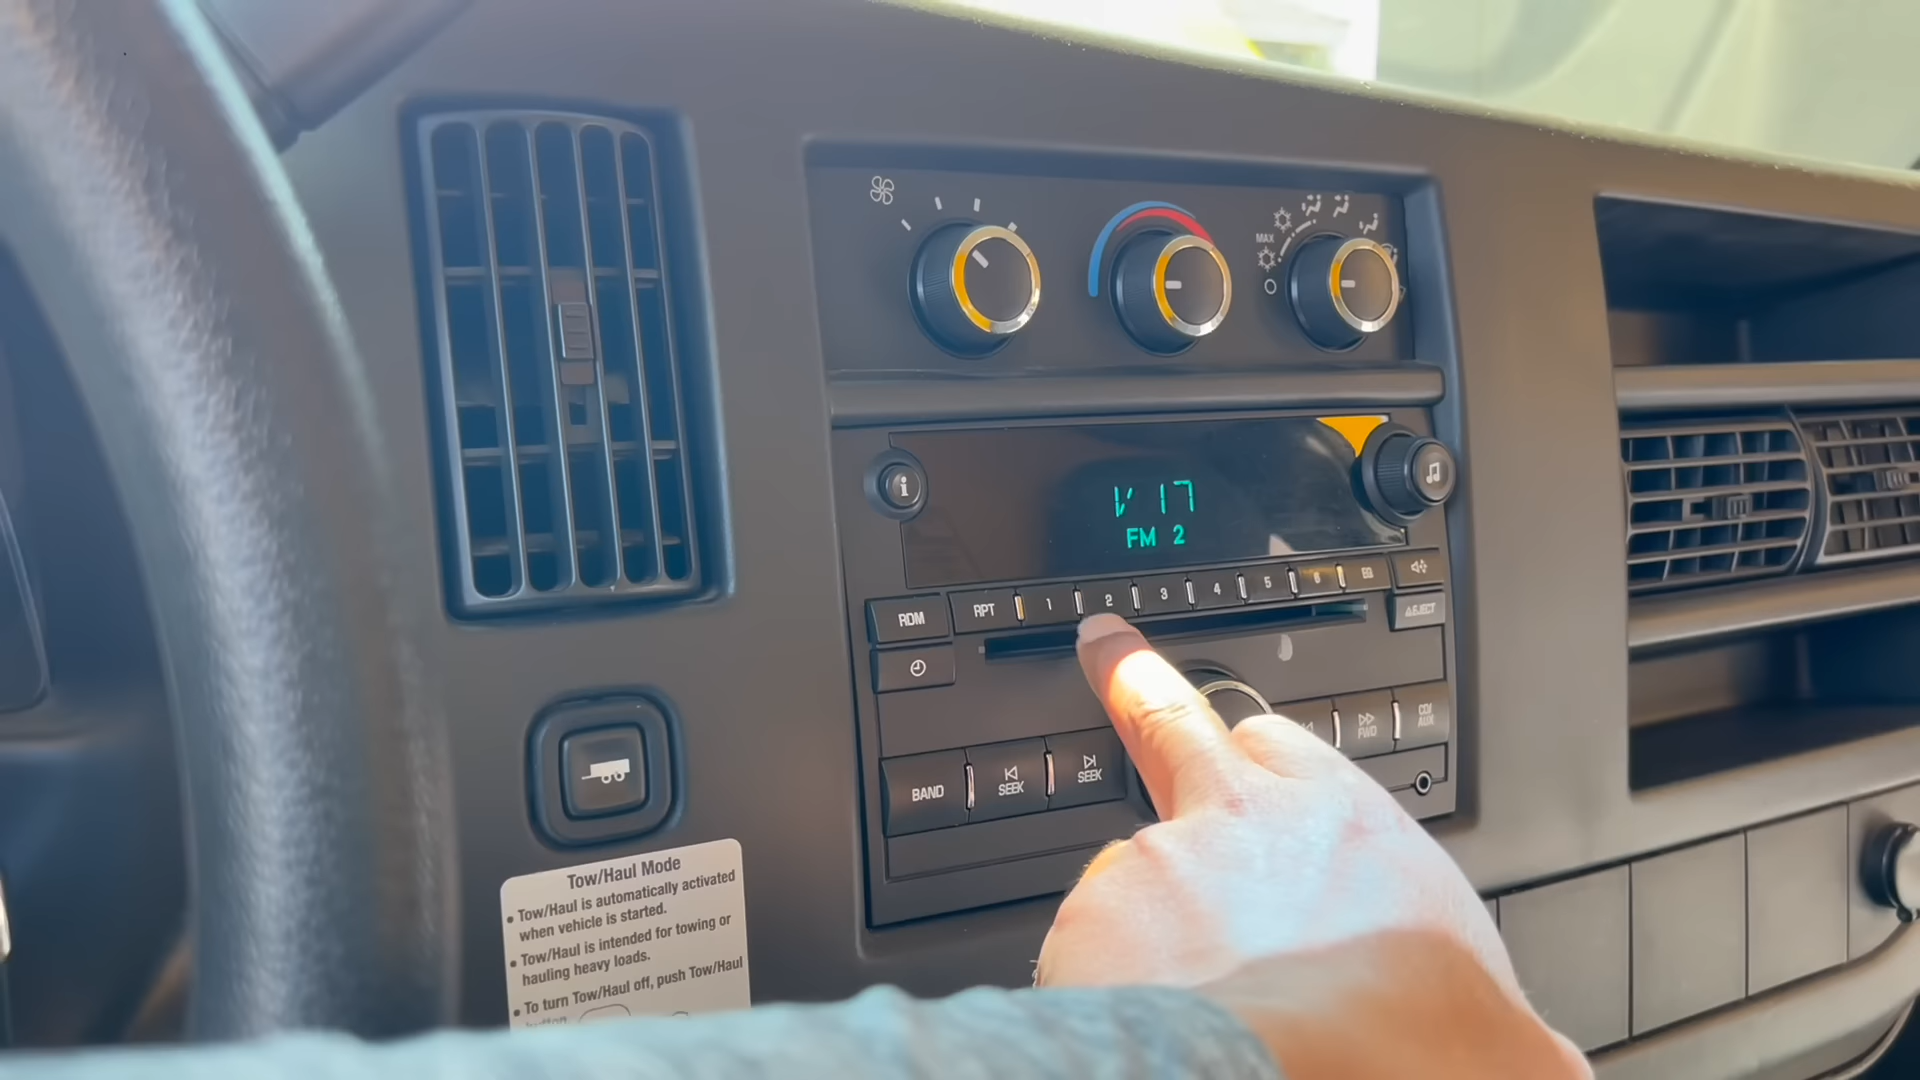 MAX
i
V 17
FM 2
RDM
RPT
1
2
3
4
5
6
EQ
EJECT
BAND
SEEK
SEEK
FWD
CD/
AUX
Tow/Haul Mode
• Tow/Haul is automatically activated
when vehicle is started.
• Tow/Haul is intended for towing or
hauling heavy loads.
• To turn Tow/Haul off, push Tow/Haul
button.